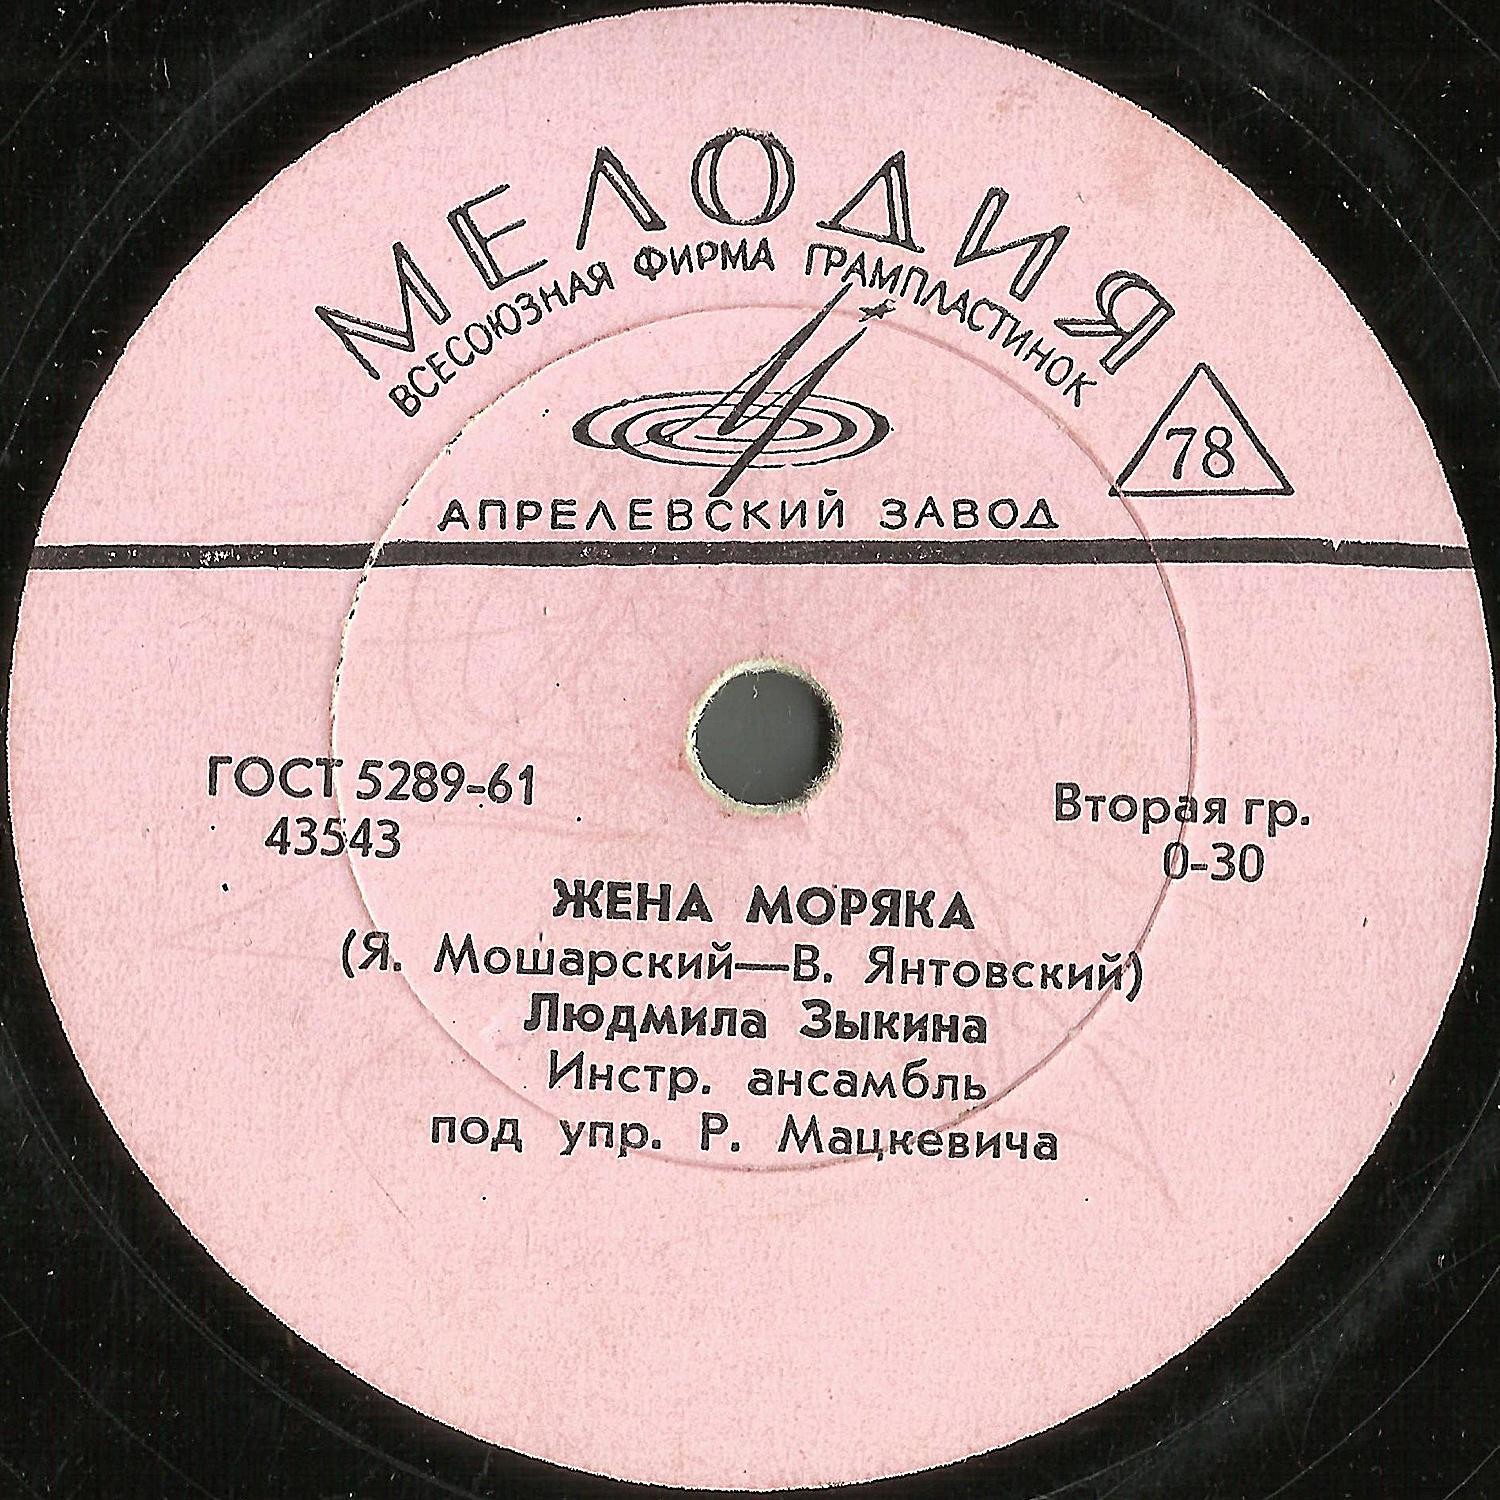 МЕЛОДИЯ
ВСЕСОЮЗНАЯ ФИРМА ГРАМПЛАСТИНОК
78
АПРЕЛЕВСКИЙ ЗАВОД
ГОСТ 5289-61
43543
Вторая гр.
0-30
ЖЕНА МОРЯКА
(Я. Мошарский—В. Янтовский)
Людмила Зыкина
Инстр. ансамбль
под упр. Р. Мацкевича